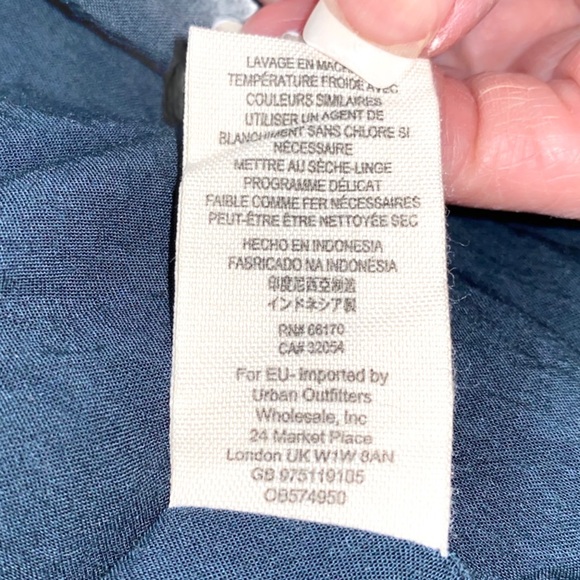 LAVAGE EN MACHINE
TEMPÉRATURE FROIDE AVEC
COULEURS SIMILAIRES
UTILISER UN AGENT DE
BLANCHIMENT SANS CHLORE SI
NÉCESSAIRE
METTRE AU SÈCHE-LINGE
PROGRAMME DÉLICAT
FAIBLE COMME FER NÉCESSAIRES
PEUT-ÊTRE ÊTRE NETTOYÉE SEC
HECHO EN INDONESIA
FABRICADO NA INDONÉSIA
印度尼西亞制造
インドネシア製
RN# 66170
CA# 32054
For EU- Imported by
Urban Outfitters
Wholesale, Inc
24 Market Place
London UK W1W 8AN
GB 975119105
OB574950